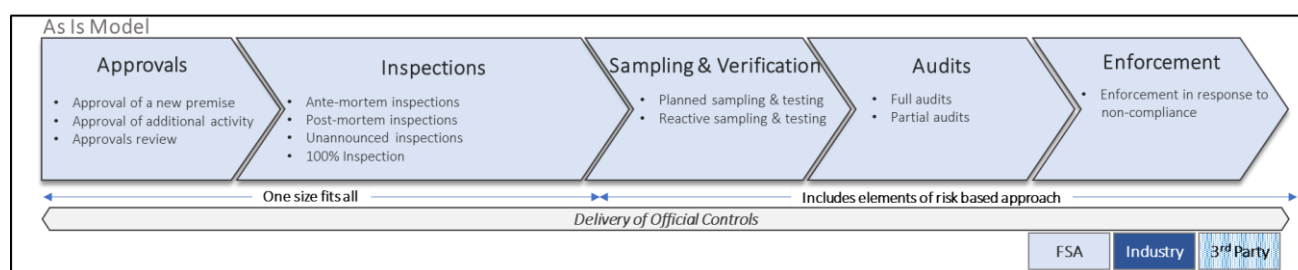 As Is Model
Approvals
• Approval of a new premise
• Approval of additional activity
• Approvals review
Inspections
• Ante-mortem inspections
• Post-mortem inspections
• Unannounced inspections
• 100% Inspection
Sampling & Verification
• Planned sampling & testing
• Reactive sampling & testing
Audits
• Full audits
• Partial audits
Enforcement
• Enforcement in response to
non-compliance
One size fits all
Includes elements of risk based approach
Delivery of Official Controls
FSA
Industry
3rd Party